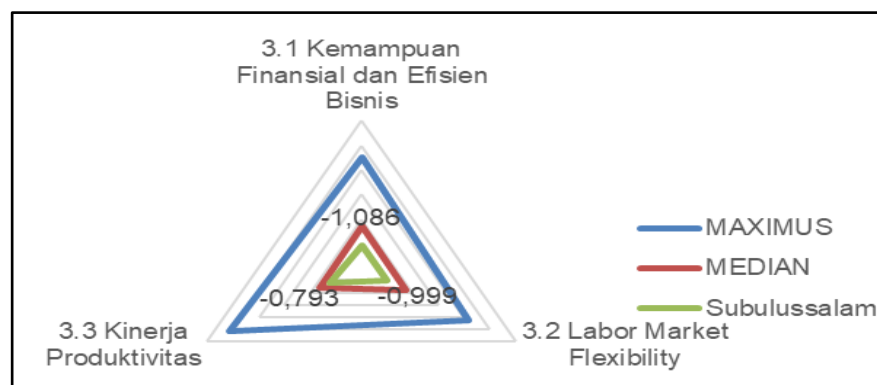 3.1 Kemampuan
Finansial dan Efisien
Bisnis
-1,086
-0,793
-0,999
3.3 Kinerja
Produktivitas
3.2 Labor Market
Flexibility
MAXIMUS
MEDIAN
Subulussalam